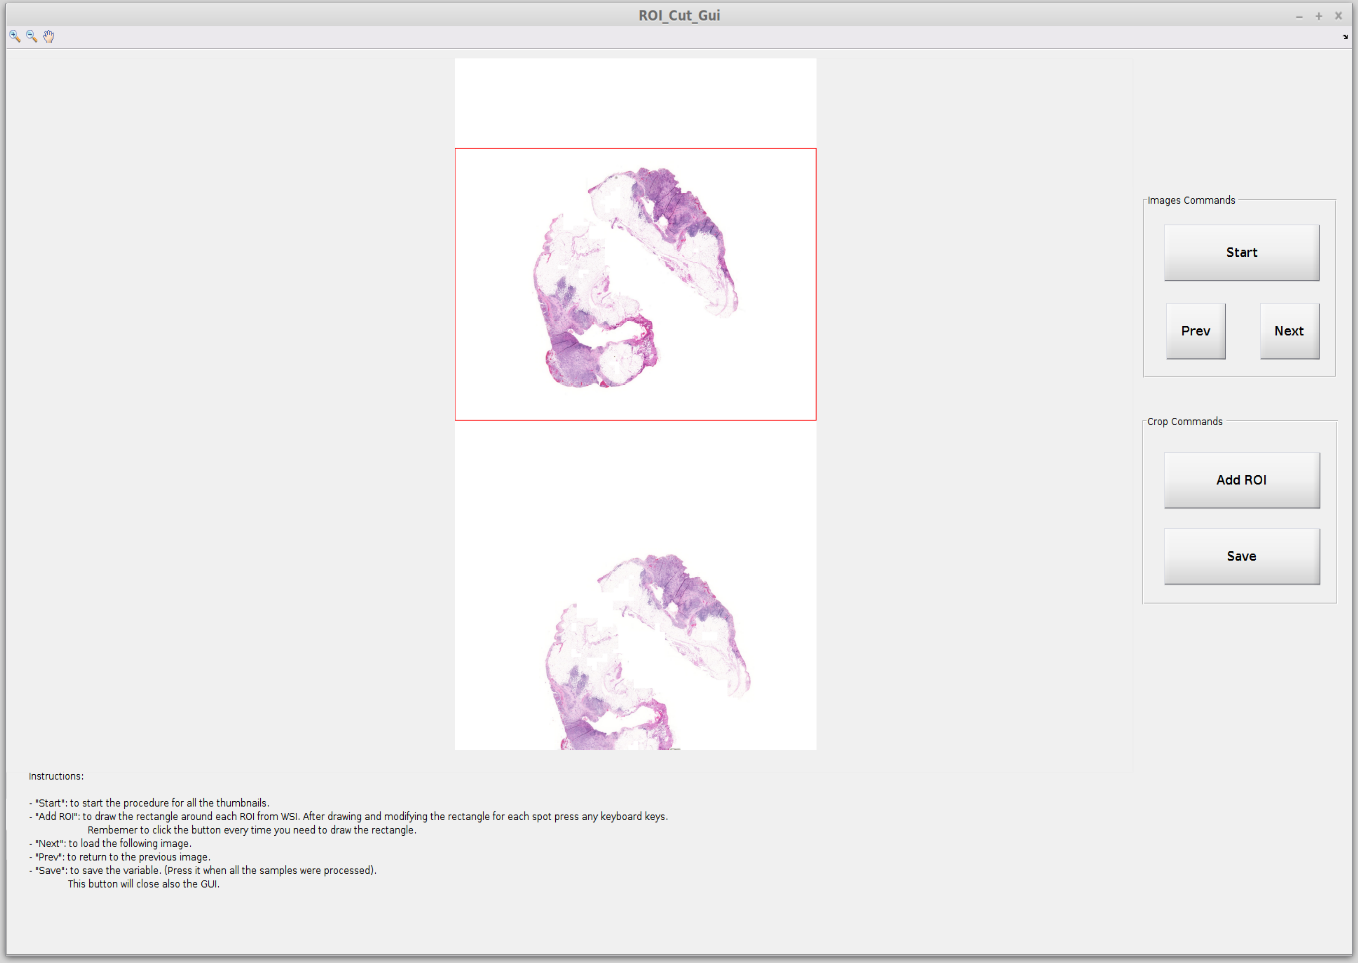 ROI_Cut_Gui
Images Commands
Start
Prev Next
Crop Commands
Add ROI
Save
Instructions:
- "Start": to start the procedure for all the thumbnails.
- "Add ROI": to draw the rectangle around each ROI from WSI. After drawing and modifying the rectangle for each spot press any keyboard keys.
Rembemer to click the button every time you need to draw the rectangle.
- "Next": to load the following image.
- "Prev": to return to the previous image.
- "Save": to save the variable. (Press it when all the samples were processed).
This button will close also the GUI.